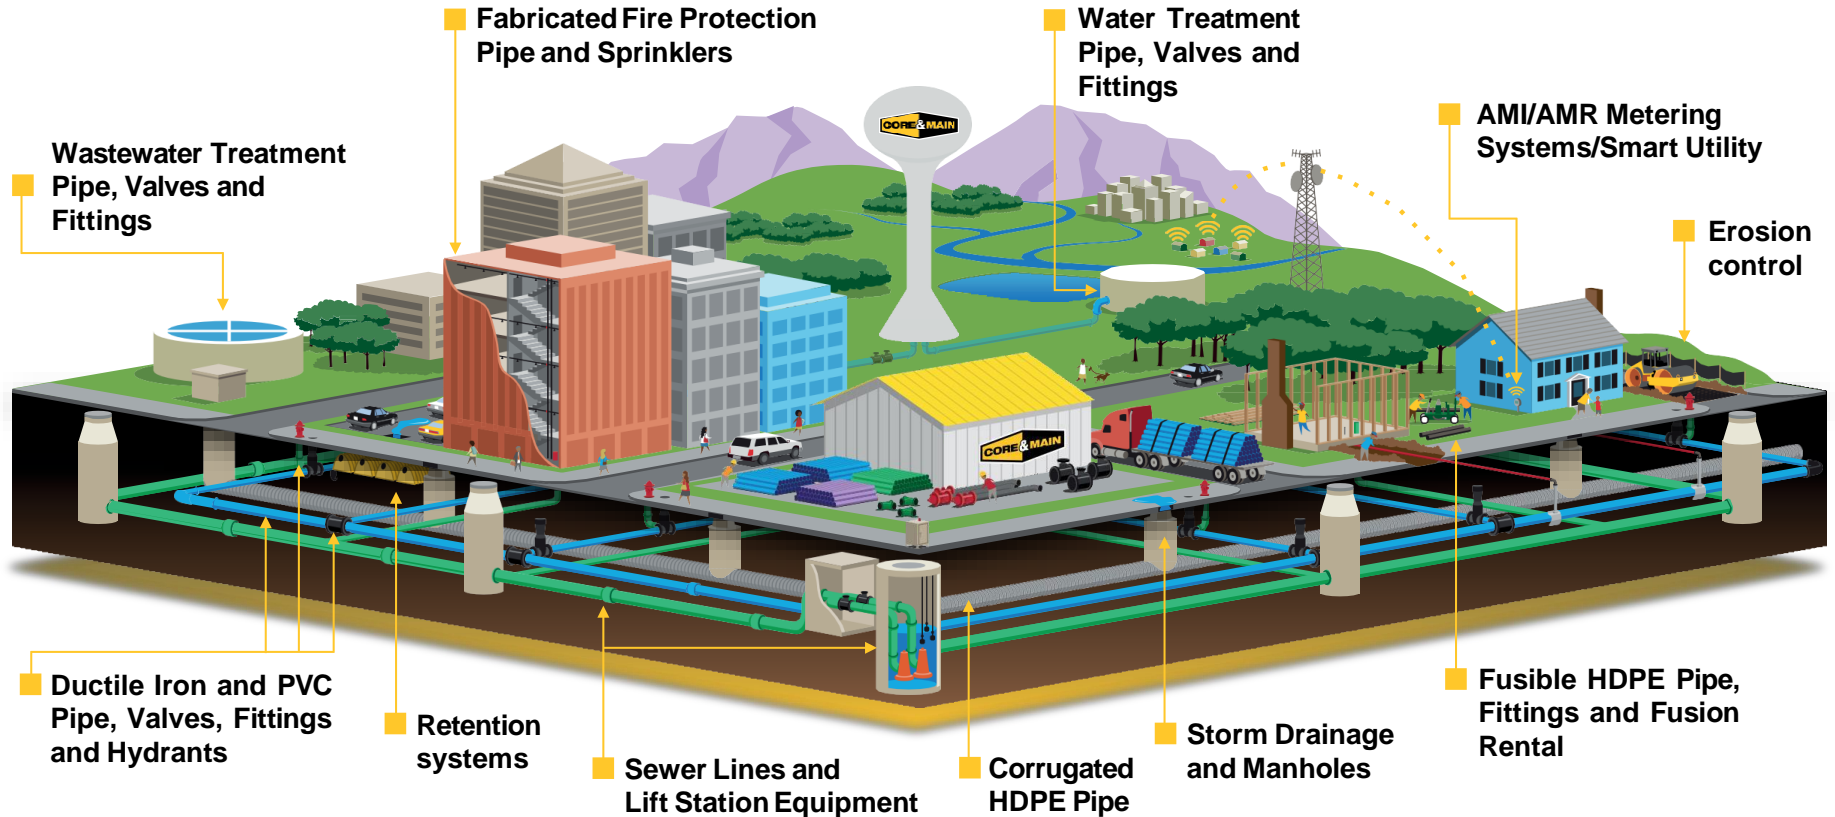 Fabricated Fire Protection
Pipe and Sprinklers
Water Treatment
Pipe, Valves and
Fittings
AMI/AMR Metering
Systems/Smart Utility
Wastewater Treatment
Pipe, Valves and
Fittings
Erosion
control
CORE&MAIN
CORE&MAIN
Ductile Iron and PVC
Pipe, Valves, Fittings
and Hydrants
Retention
systems
Sewer Lines and
Lift Station Equipment
Corrugated
HDPE Pipe
Storm Drainage
and Manholes
Fusible HDPE Pipe,
Fittings and Fusion
Rental